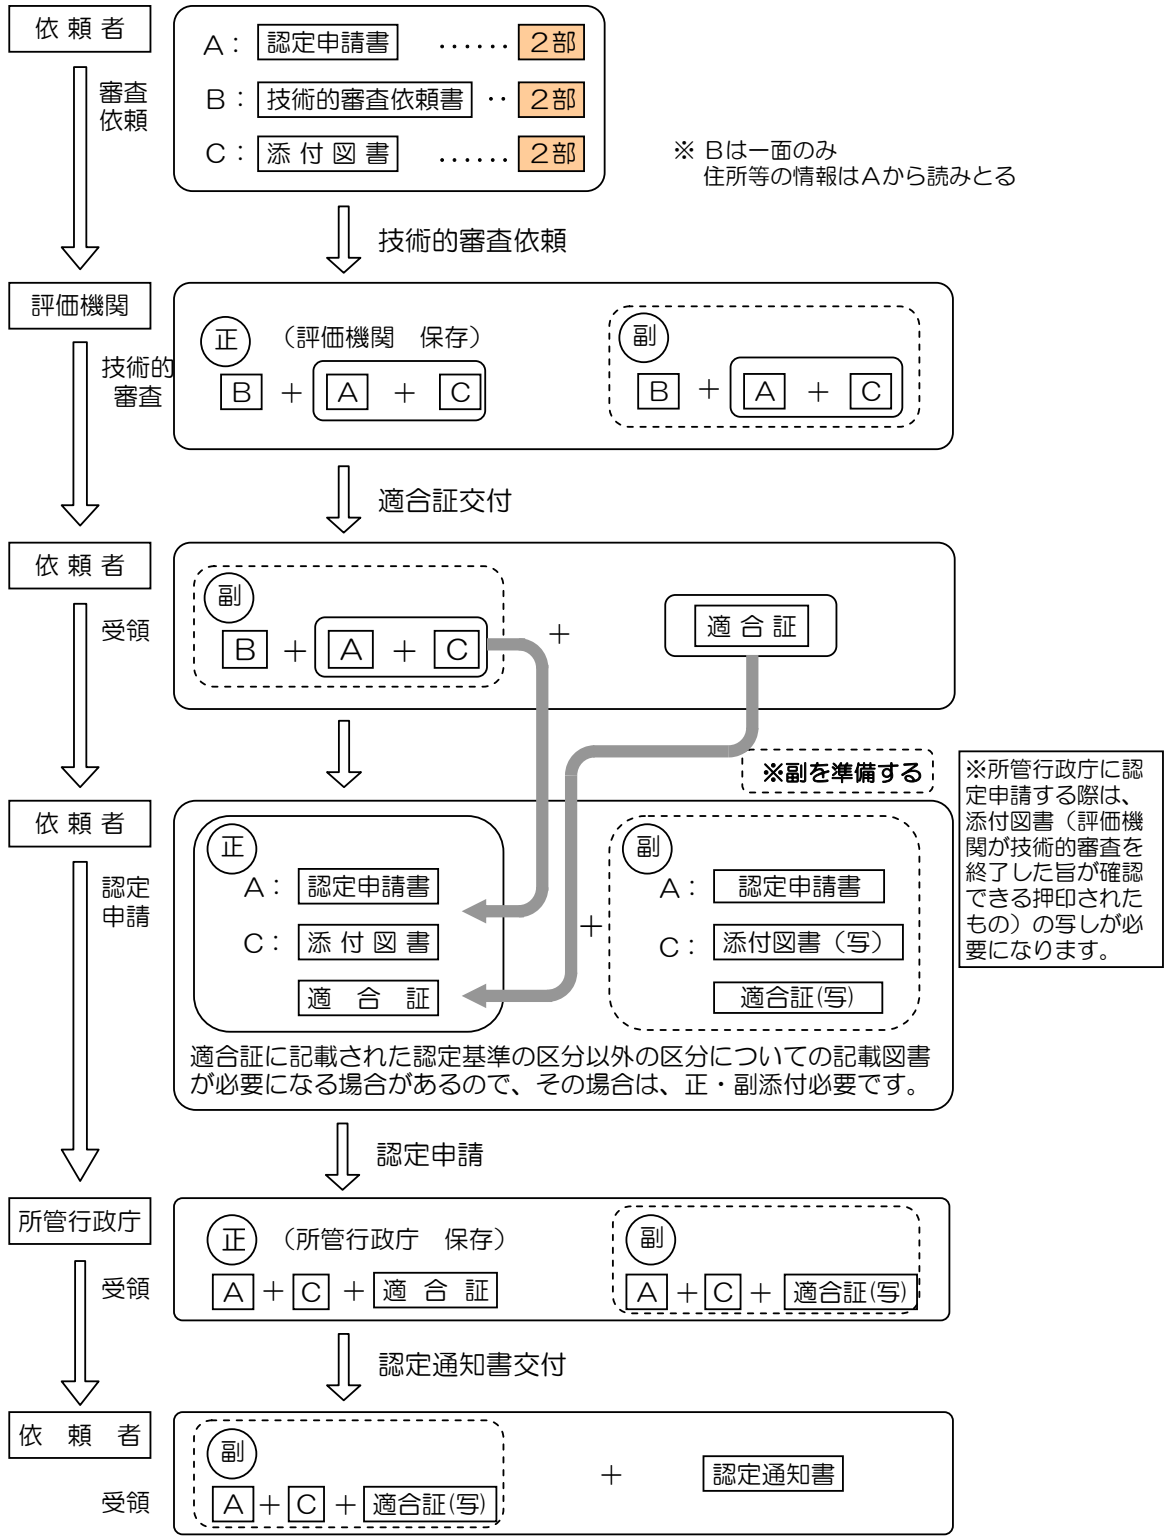 依 頼 者
A： 認定申請書 …… ２部
審査
依頼
B： 技術的審査依頼書 ‥ ２部
C： 添 付 図 書 …… ２部
※ Bは一面のみ
住所等の情報はAから読みとる
技術的審査依頼
評価機関
正 （評価機関　保存）
副
技術的
審査
B ＋ A ＋ C
B ＋ A ＋ C
適合証交付
依 頼 者
副
受領
B ＋ A ＋ C ＋ 適 合 証
※副を準備する
※所管行政庁に認
定申請する際は、
添付図書（評価機
関が技術的審査を
終了した旨が確認
できる押印された
もの）の写しが必
要になります。
依 頼 者
認定
申請
正
A： 認定申請書
C： 添 付 図 書
適　合　証
＋
副
A： 認定申請書
C： 添付図書（写）
適合証(写)
適合証に記載された認定基準の区分以外の区分についての記載図書
が必要になる場合があるので、その場合は、正・副添付必要です。
認定申請
所管行政庁
正 （所管行政庁　保存）
副
受領
A ＋ C ＋ 適　合　証
A ＋ C ＋ 適合証(写)
認定通知書交付
依　頼　者
副
受領
A ＋ C ＋ 適合証(写) ＋ 認定通知書